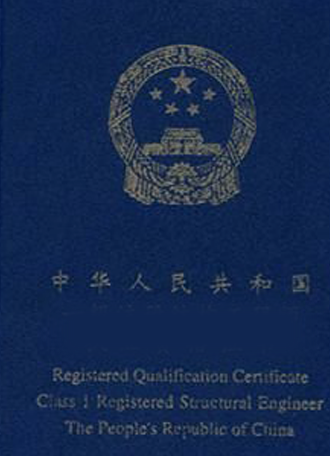 中华人民共和国
Registered Qualification Certificate
Class 1 Registered Structural Engineer
The People's Republic of China